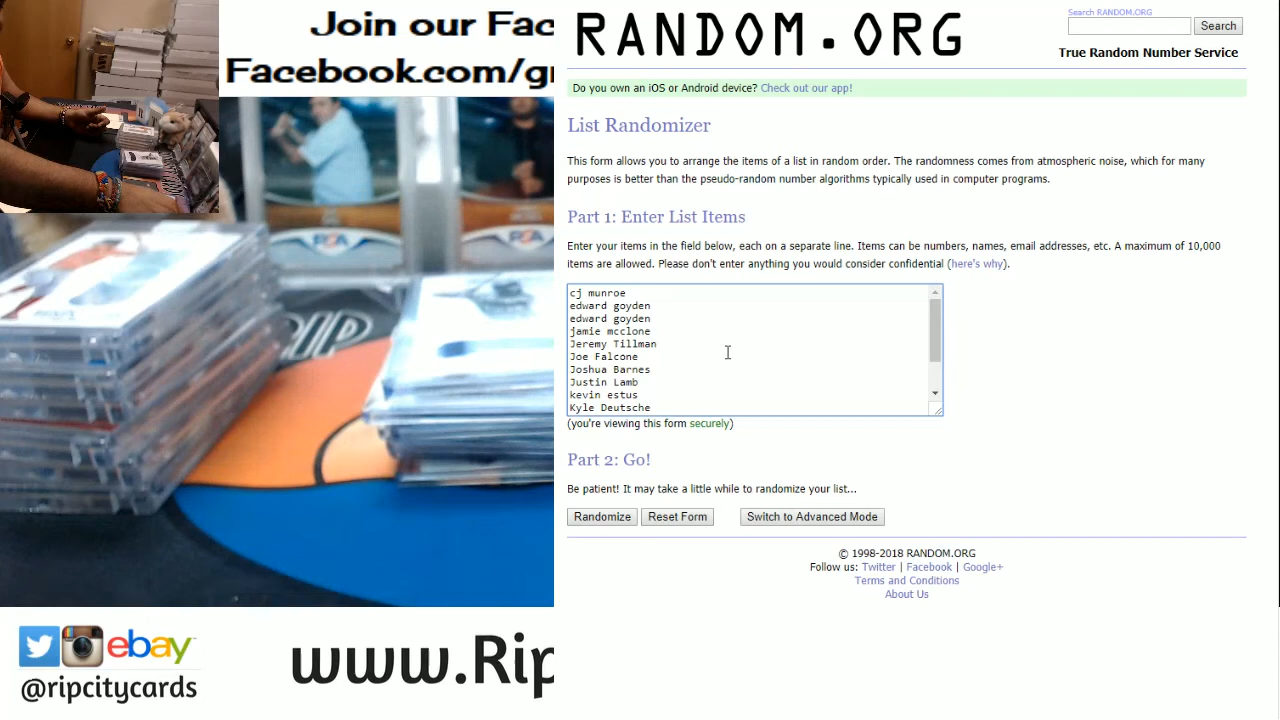 Join our Fac
Facebook.com/g
RANDOM.ORG
Search RANDOM.ORG
Search
True Random Number Service
Do you own an iOS or Android device? Check out our app!
List Randomizer
This form allows you to arrange the items of a list in random order. The randomness comes from atmospheric noise, which for many
purposes is better than the pseudo-random number algorithms typically used in computer programs.
Part 1: Enter List Items
Enter your items in the field below, each on a separate line. Items can be numbers, names, email addresses, etc. A maximum of 10,000
items are allowed. Please don't enter anything you would consider confidential (here's why).
cj munroe
edward goyden
edward goyden
jamie mcclone
Jeremy Tillman
Joe Falcone
Joshua Barnes
Justin Lamb
kevin estus
Kyle Deutsche
(you're viewing this form securely)
Part 2: Go!
Be patient! It may take a little while to randomize your list...
Randomize Reset Form Switch to Advanced Mode
© 1998-2018 RANDOM.ORG
Follow us: Twitter | Facebook | Google+
Terms and Conditions
About Us
RIP
ebay
@ripcitycards
www.Rip